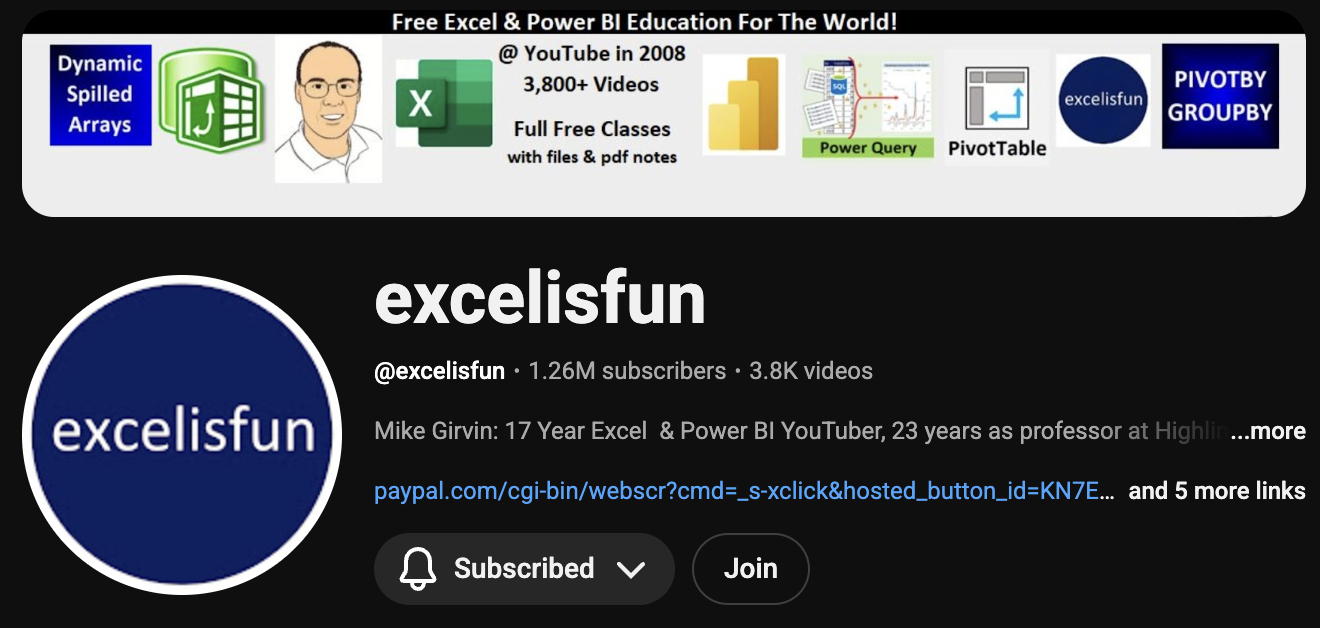 Free Excel & Power BI Education For The World!
Dynamic
Spilled
Arrays
X
@ YouTube in 2008
3,800+ Videos
Full Free Classes
with files & pdf notes
SQL
Power Query
PivotTable
excelisfun
PIVOTBY
GROUPBY
excelisfun
excelisfun
@excelisfun • 1.26M subscribers • 3.8K videos
Mike Girvin: 17 Year Excel & Power BI YouTuber, 23 years as professor at Highlin ...more
paypal.com/cgi-bin/webscr?cmd=_s-xclick&hosted_button_id=KN7E... and 5 more links
Subscribed
Join